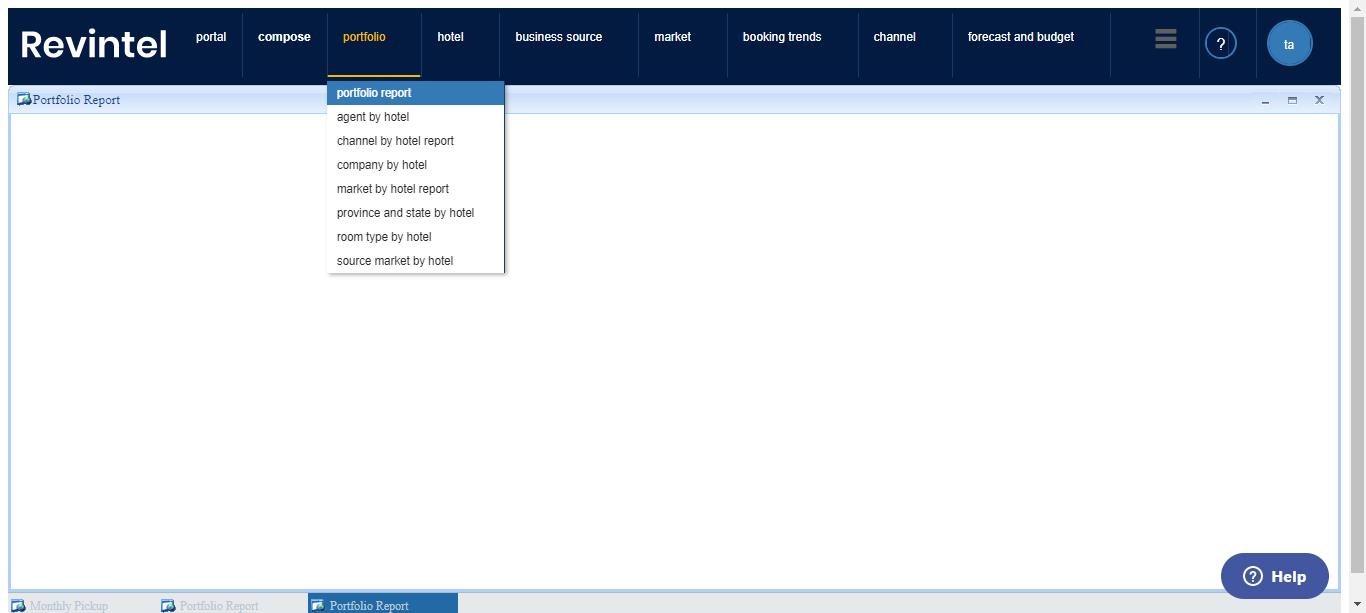 Revintel portal compose portfolio hotel business source market booking trends channel forecast and budget ? ta
Portfolio Report
portfolio report
agent by hotel
channel by hotel report
company by hotel
market by hotel report
province and state by hotel
room type by hotel
source market by hotel
? Help
Monthly Pickup Portfolio Report Portfolio Report